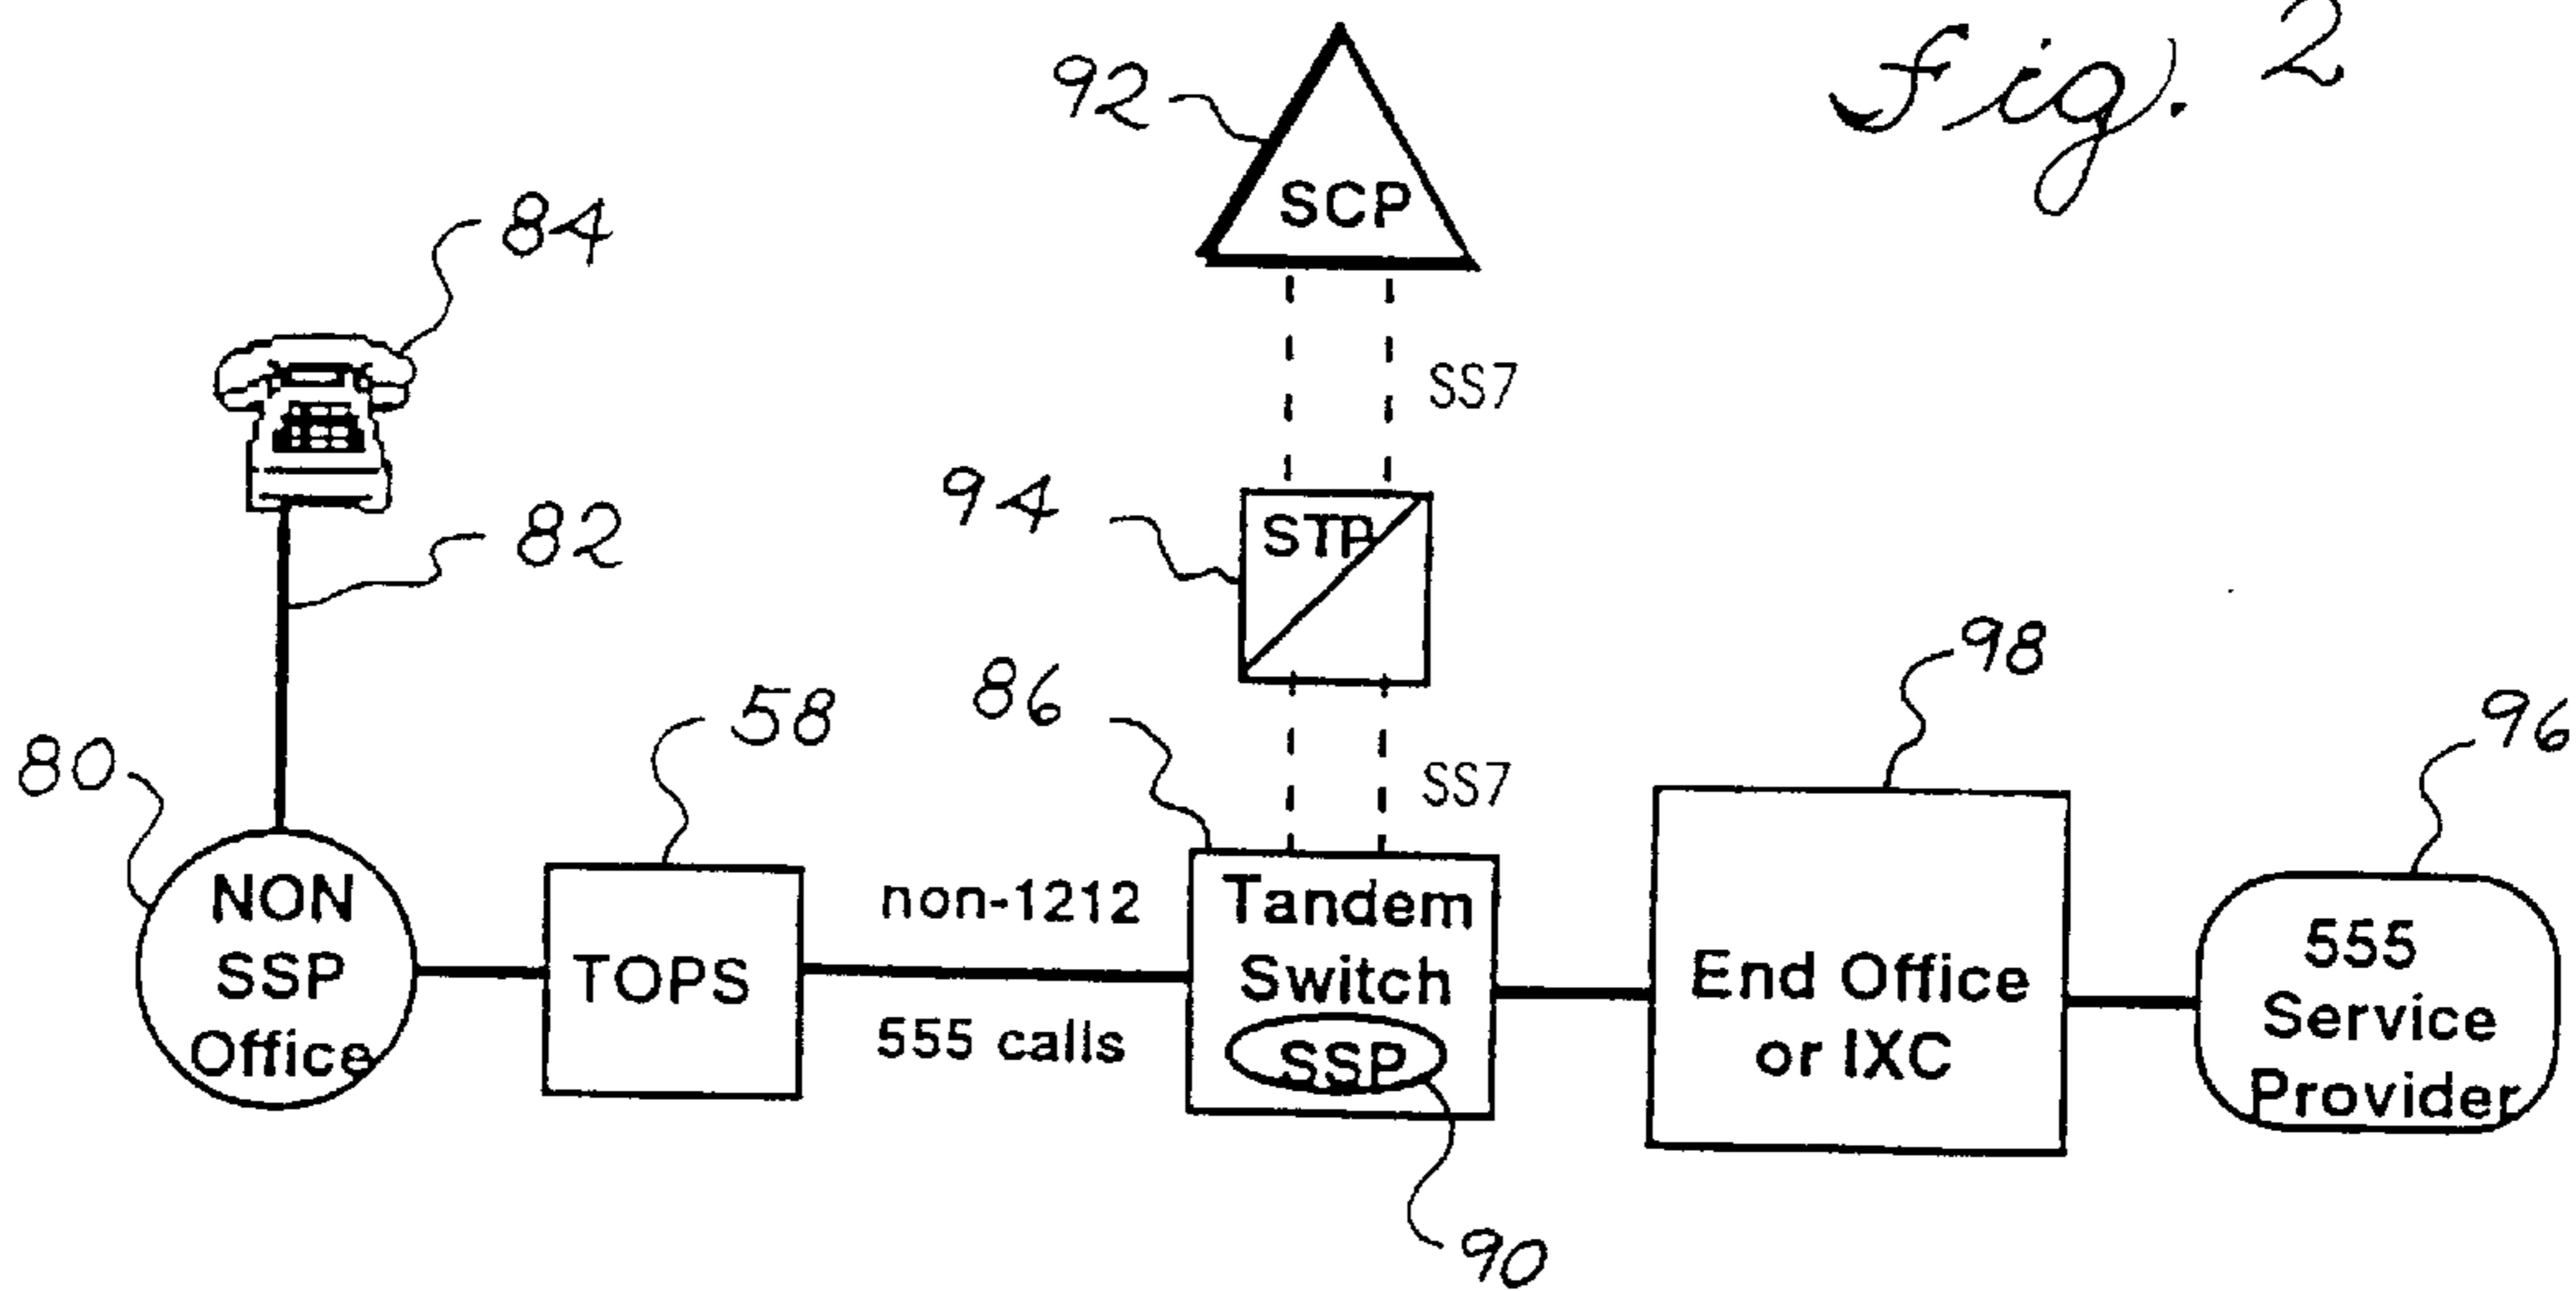 Fig. 2
92
SCP
84
SS7
94
STP
82
98
86
58
96
80
SS7
NON
SSP
Office
TOPS
non-1212
555 calls
Tandem
Switch
SSP
End Office
or IXC
555
Service
Provider
90